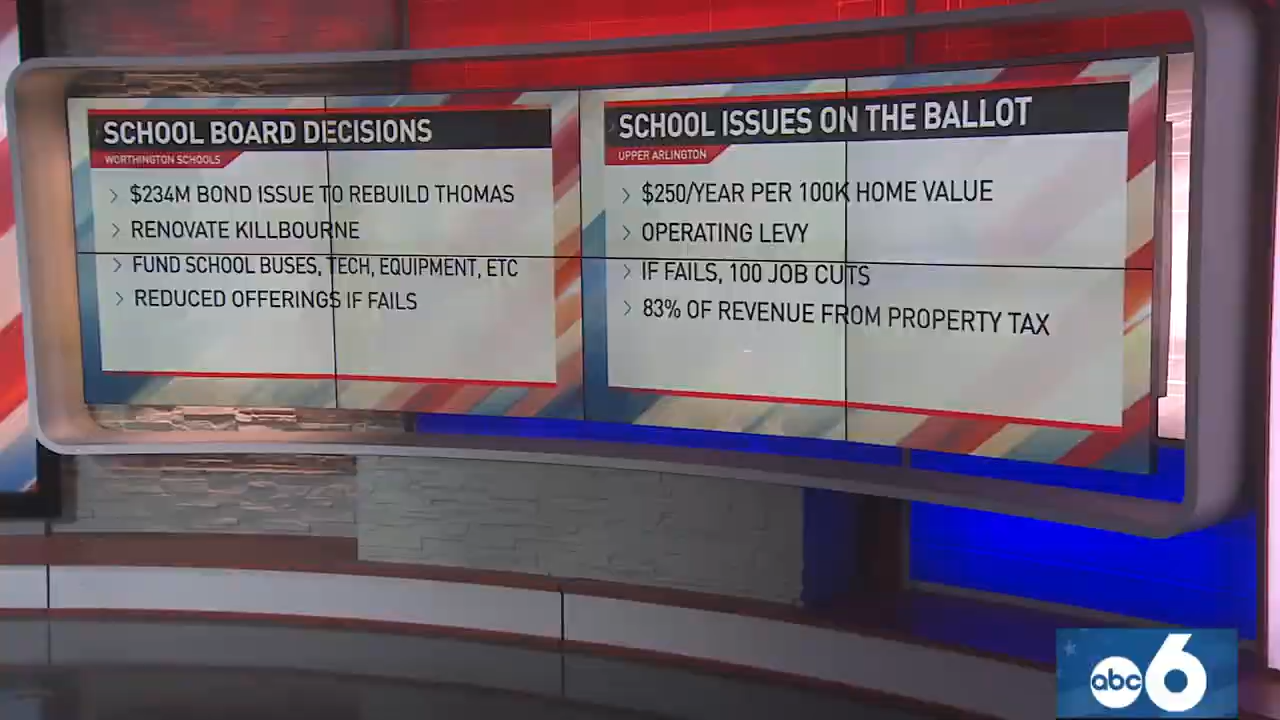 SCHOOL BOARD DECISIONS
WORTHINGTON SCHOOLS
$234M BOND ISSUE TO REBUILD THOMAS
RENOVATE KILLBOURNE
FUND SCHOOL BUSES, TECH, EQUIPMENT, ETC
REDUCED OFFERINGS IF FAILS
SCHOOL ISSUES ON THE BALLOT
UPPER ARLINGTON
$250/YEAR PER 100K HOME VALUE
OPERATING LEVY
IF FAILS, 100 JOB CUTS
83% OF REVENUE FROM PROPERTY TAX
abc 6